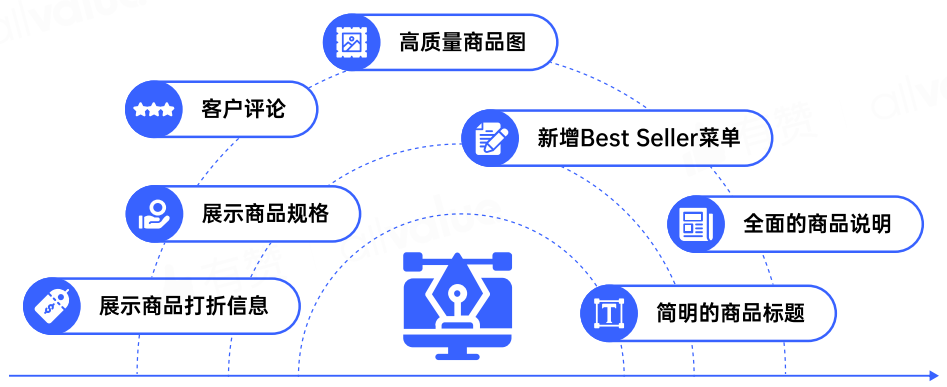 高质量商品图
客户评论
新增Best Seller菜单
展示商品规格
全面的商品说明
展示商品打折信息
简明的商品标题
T